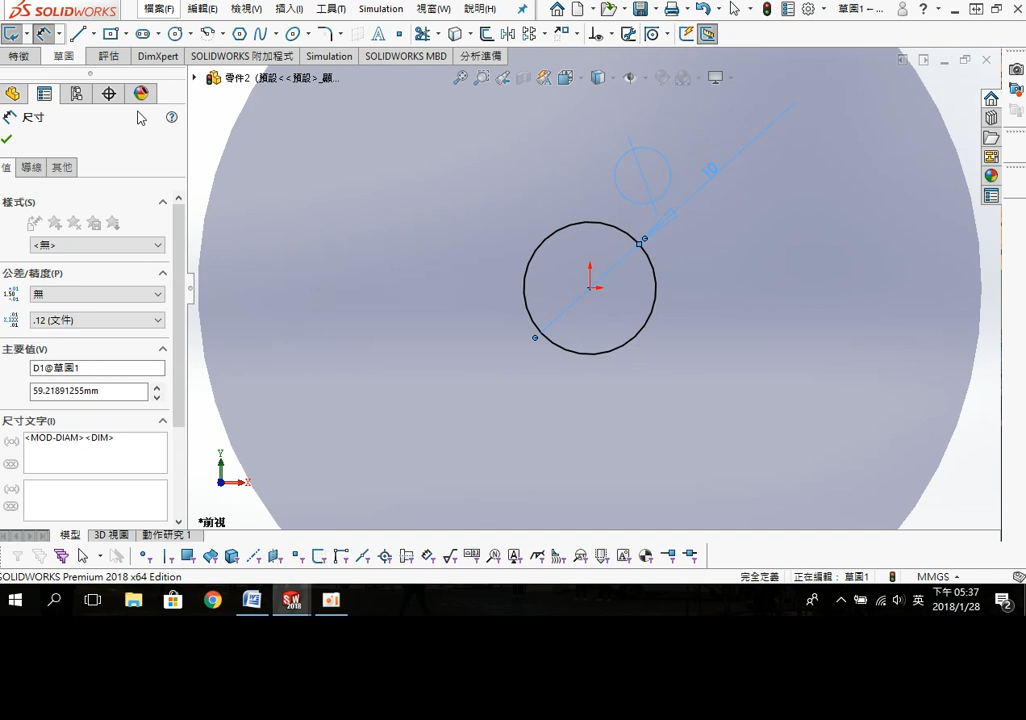 SOLIDWORKS 檔案(F) 編輯(E) 檢視(V) 插入(I) 工具(T) Simulation 視窗(W) 說明(H) 草圖1 – ...
特徵 草圖 評估 DimXpert SOLIDWORKS 附加程式 Simulation SOLIDWORKS MBD 分析準備
零件2 (預設<<預設>_顯...
尺寸
值 導線 其他
樣式(S)
<無>
公差/精度(P)
無
.12 (文件)
主要值(V)
D1@草圖1
59.21891255mm
尺寸文字(I)
<MOD-DIAM><DIM>
10
Y
X
*前視
模型 3D 視圖 動作研究 1
SOLIDWORKS Premium 2018 x64 Edition 完全定義 正在編輯：草圖1 MMGS
英 下午 05:37
2018/1/28
SW
2018
2